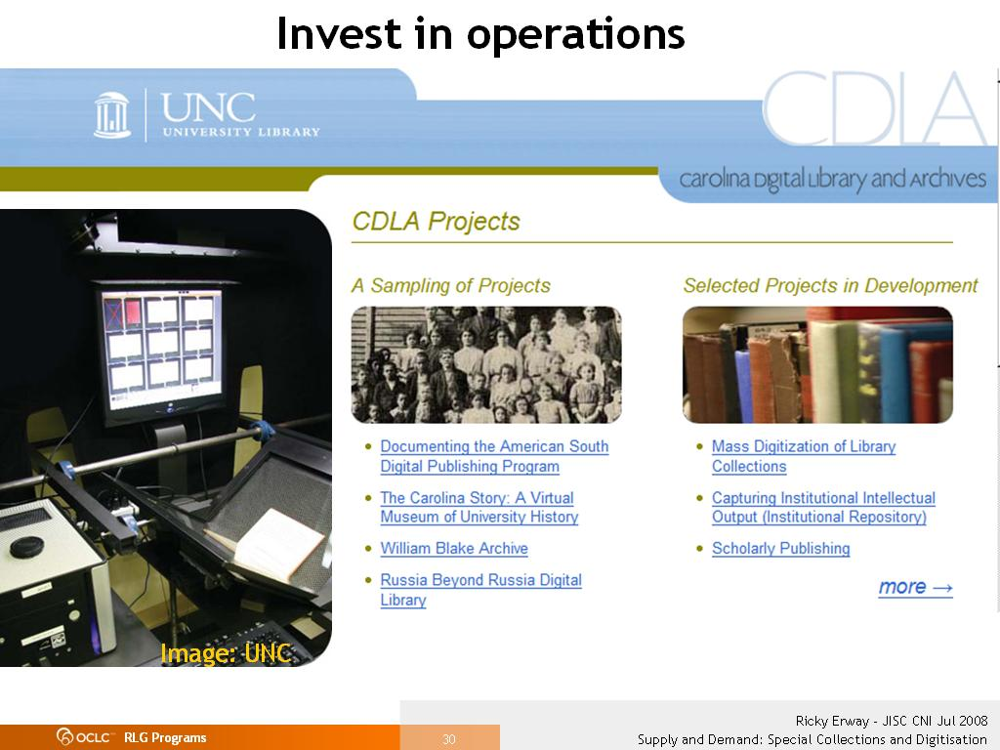 Invest in operations
UNC
UNIVERSITY LIBRARY
CDLA
carolina Digital Library and Archives
CDLA Projects
A Sampling of Projects
Documenting the American South
Digital Publishing Program
The Carolina Story: A Virtual
Museum of University History
William Blake Archive
Russia Beyond Russia Digital
Library
Selected Projects in Development
Mass Digitization of Library
Collections
Capturing Institutional Intellectual
Output (Institutional Repository)
Scholarly Publishing
more →
Image: UNC
OCLC™ RLG Programs
30
Ricky Erway - JISC CNI Jul 2008
Supply and Demand: Special Collections and Digitisation